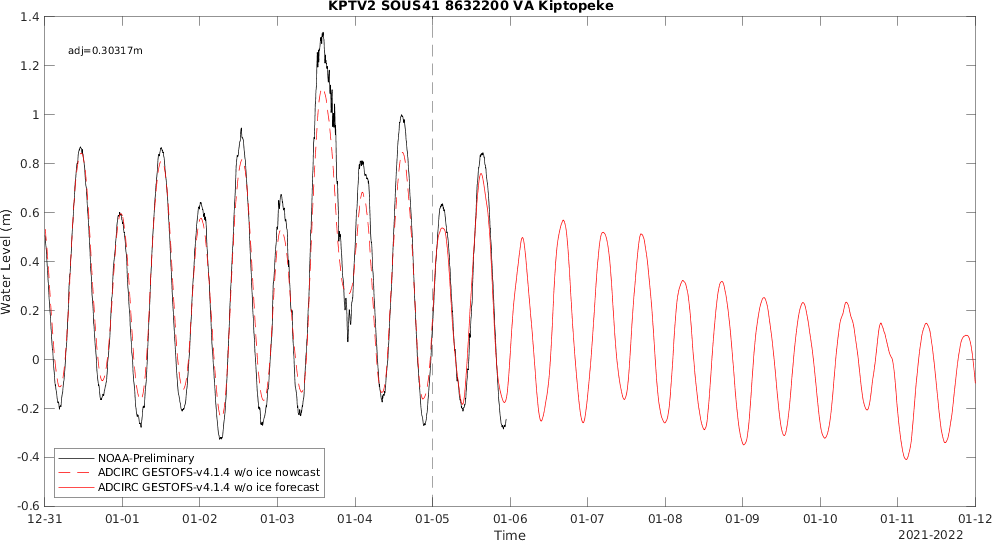 KPTV2 SOUS41 8632200 VA Kiptopeke
adj=0.30317m
Water Level (m)
1.4
1.2
1
0.8
0.6
0.4
0.2
0
-0.2
-0.4
-0.6
NOAA-Preliminary
ADCIRC GESTOFS-v4.1.4 w/o ice nowcast
ADCIRC GESTOFS-v4.1.4 w/o ice forecast
12-31 01-01 01-02 01-03 01-04 01-05 01-06 01-07 01-08 01-09 01-10 01-11 01-12
Time
2021-2022